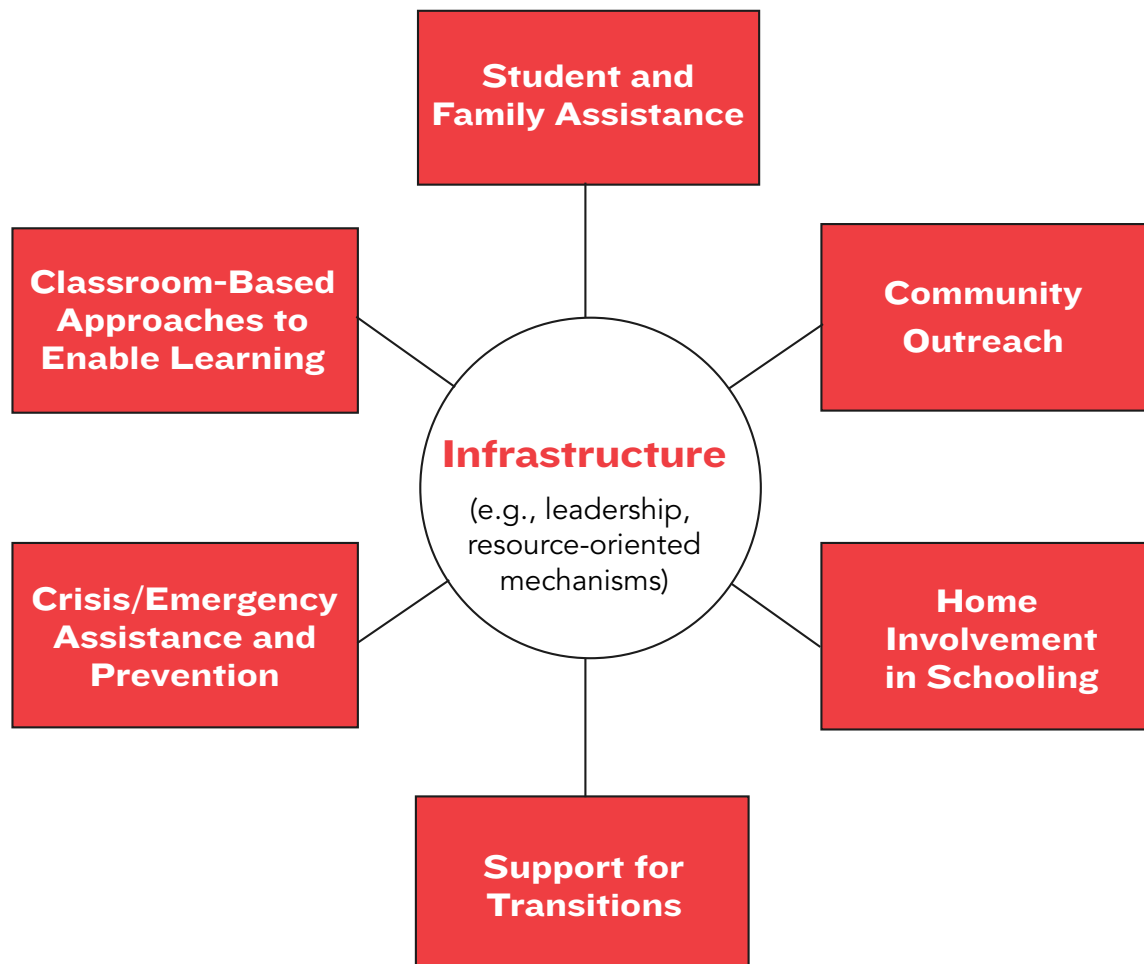 Student and
Family Assistance
Classroom-Based
Approaches to
Enable Learning
Community
Outreach
Infrastructure
(e.g., leadership,
resource-oriented
mechanisms)
Crisis/Emergency
Assistance and
Prevention
Home
Involvement
in Schooling
Support for
Transitions